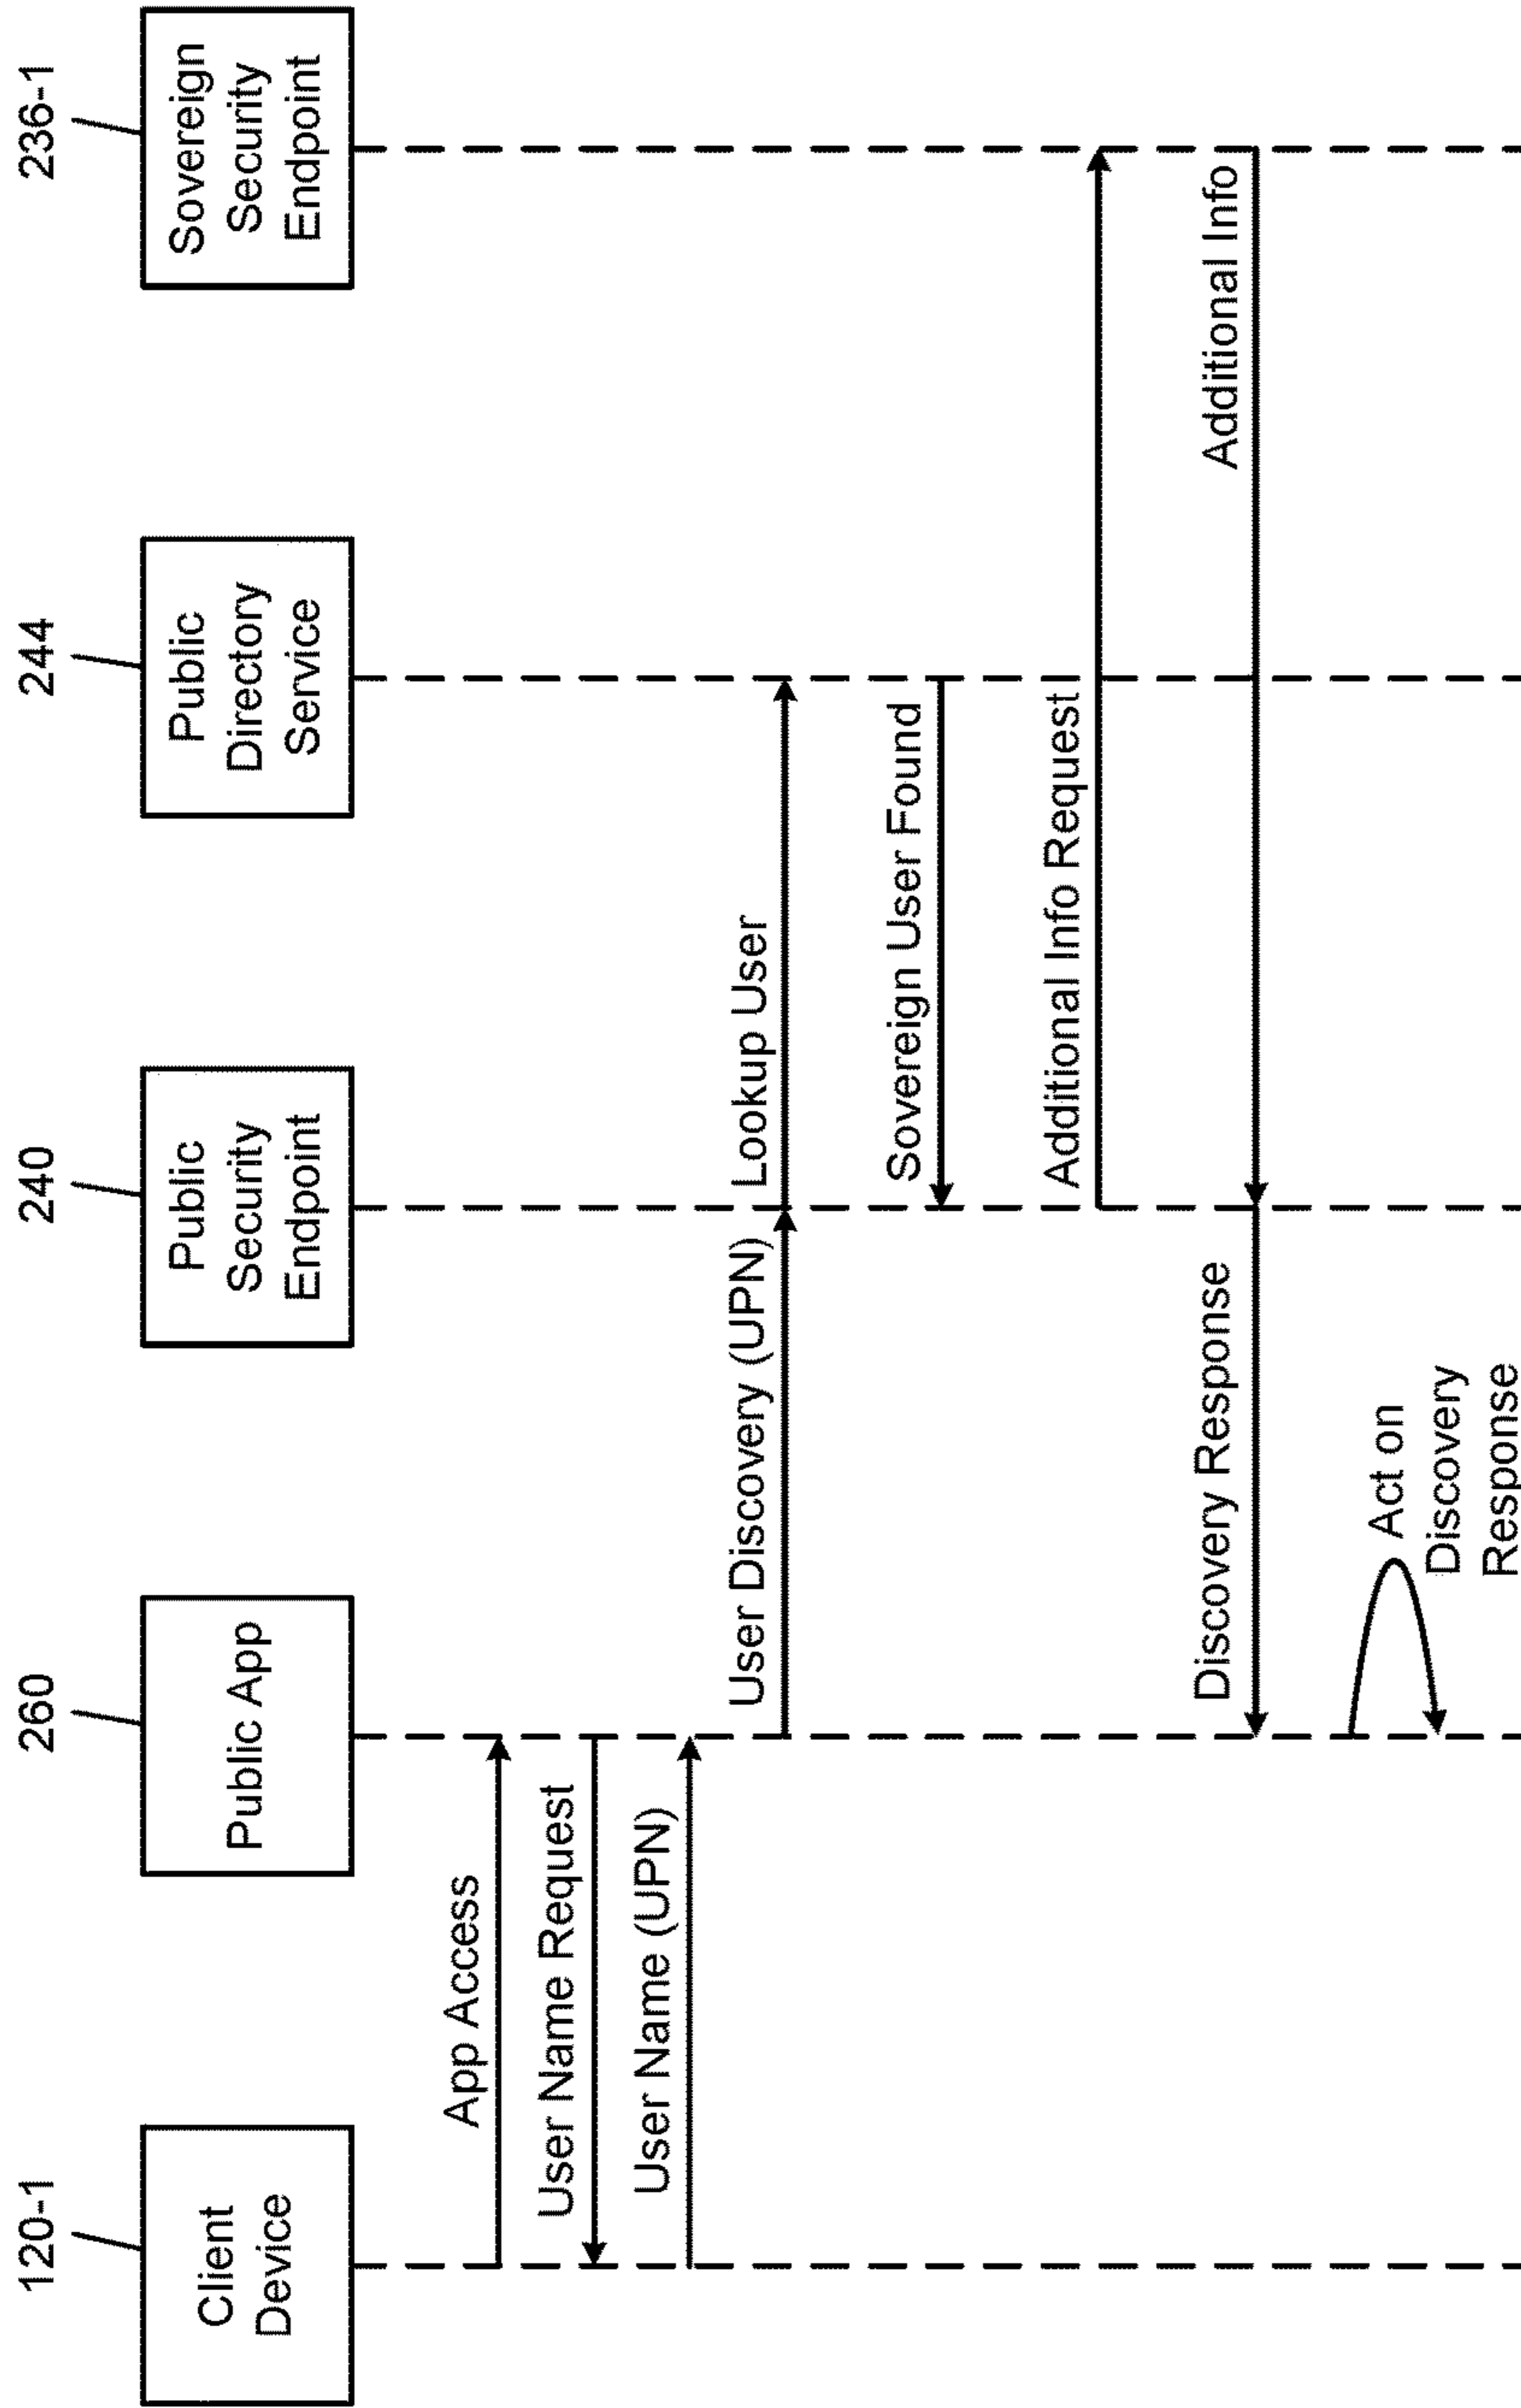 120-1
260
240
244
236-1
Client
Device
Public App
Public
Security
Endpoint
Public
Directory
Service
Sovereign
Security
Endpoint
App Access
User Name Request
User Name (UPN)
User Discovery (UPN)
Lookup User
Sovereign User Found
Additional Info Request
Discovery Response
Additional Info
Act on
Discovery
Response